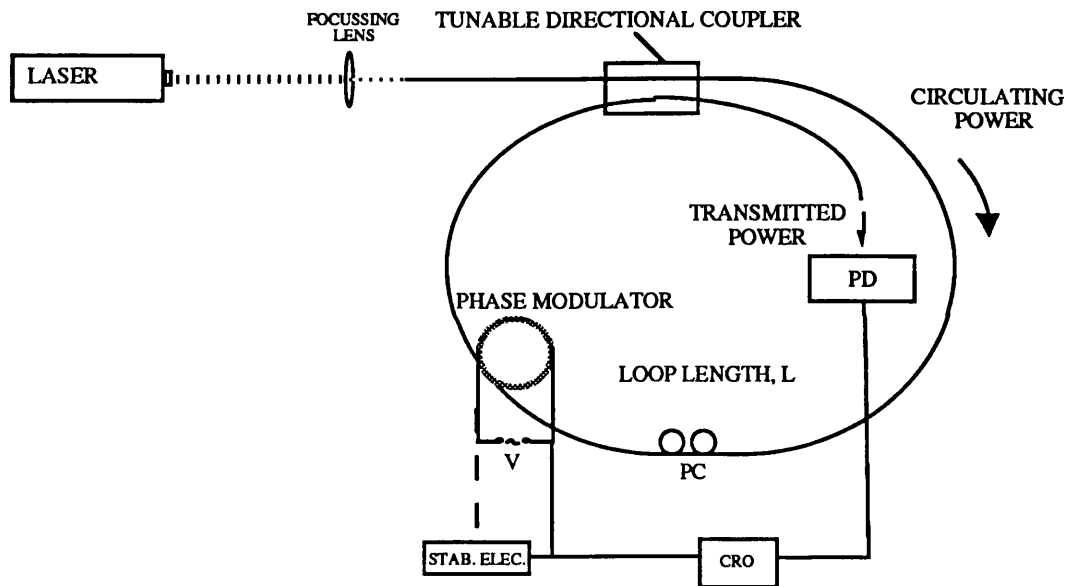 TUNABLE DIRECTIONAL COUPLER
FOCUSSING
LENS
LASER
CIRCULATING
POWER
TRANSMITTED
POWER
PD
PHASE MODULATOR
LOOP LENGTH, L
V
PC
STAB. ELEC.
CRO